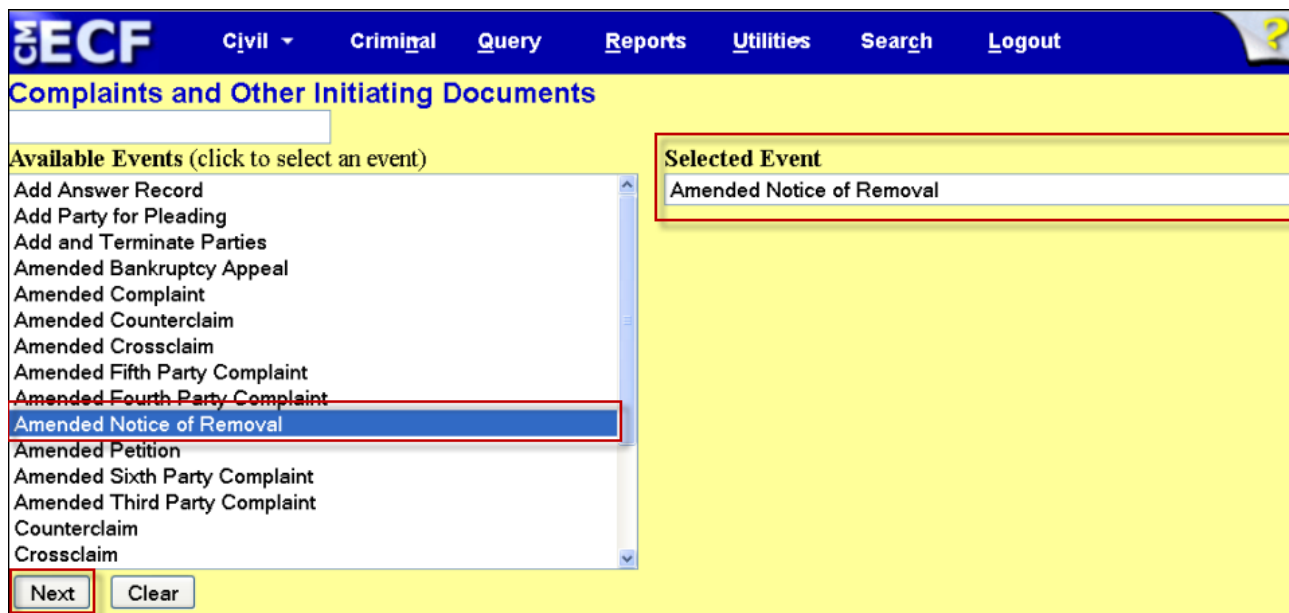 CM ECF Civil Criminal Query Reports Utilities Search Logout ?
Complaints and Other Initiating Documents
Available Events (click to select an event)
Selected Event
Add Answer Record
Amended Notice of Removal
Add Party for Pleading
Add and Terminate Parties
Amended Bankruptcy Appeal
Amended Complaint
Amended Counterclaim
Amended Crossclaim
Amended Fifth Party Complaint
Amended Fourth Party Complaint
Amended Notice of Removal
Amended Petition
Amended Sixth Party Complaint
Amended Third Party Complaint
Counterclaim
Crossclaim
Next Clear